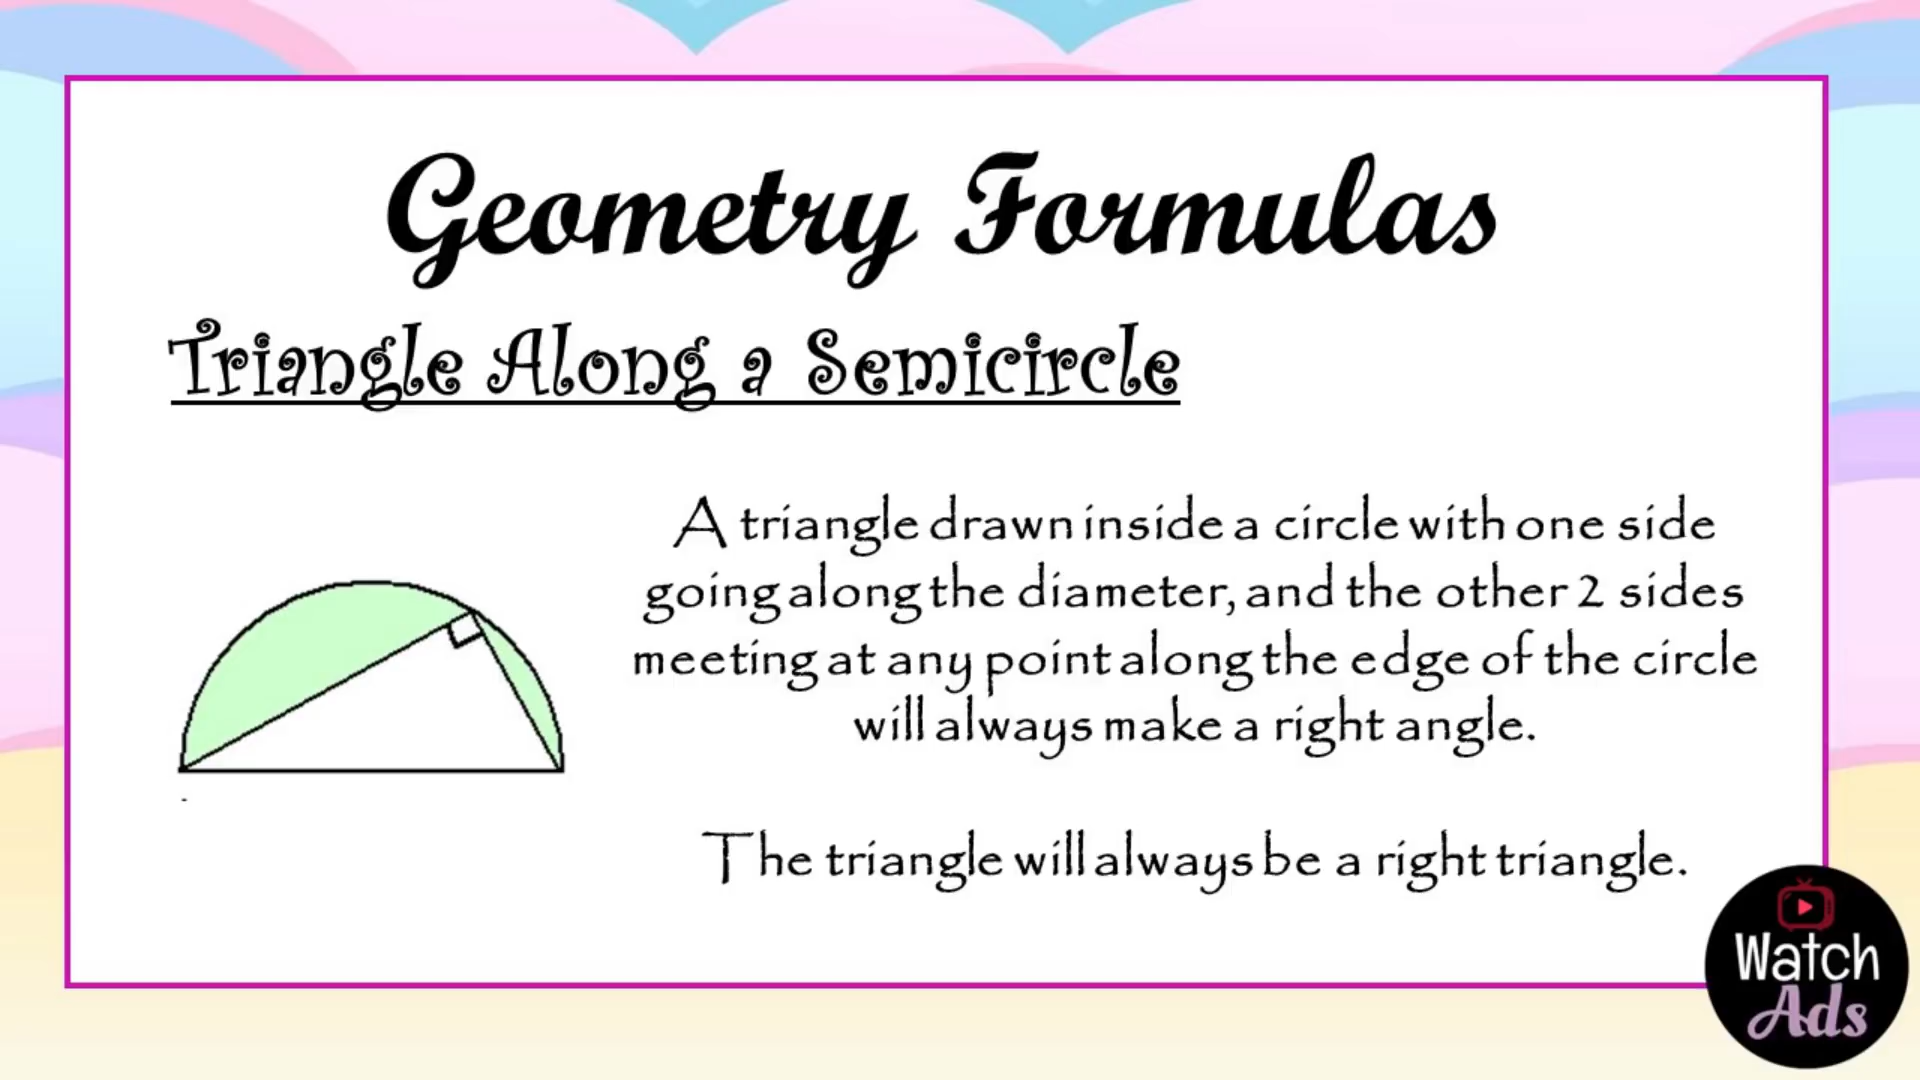 Geometry Formulas
Triangle Along a Semicircle
A triangle drawn inside a circle with one side
going along the diameter, and the other 2 sides
meeting at any point along the edge of the circle
will always make a right angle.
The triangle will always be a right triangle.
Watch
Ads